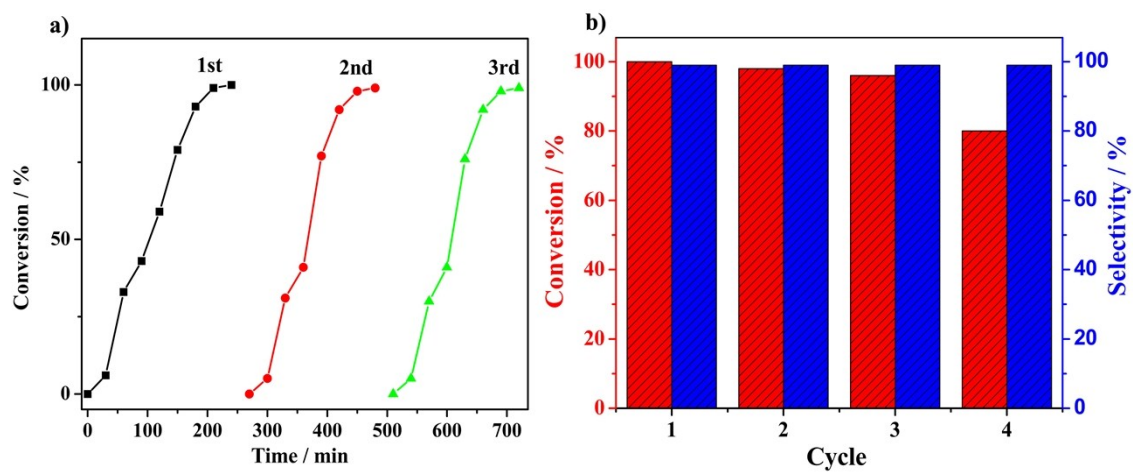 a)
1st
2nd
3rd
100
50
0
Conversion / %
0 100 200 300 400 500 600 700
Time / min
b)
100
80
60
40
20
0
Conversion / %
1 2 3 4
Cycle
100
80
60
40
20
0
Selectivity / %